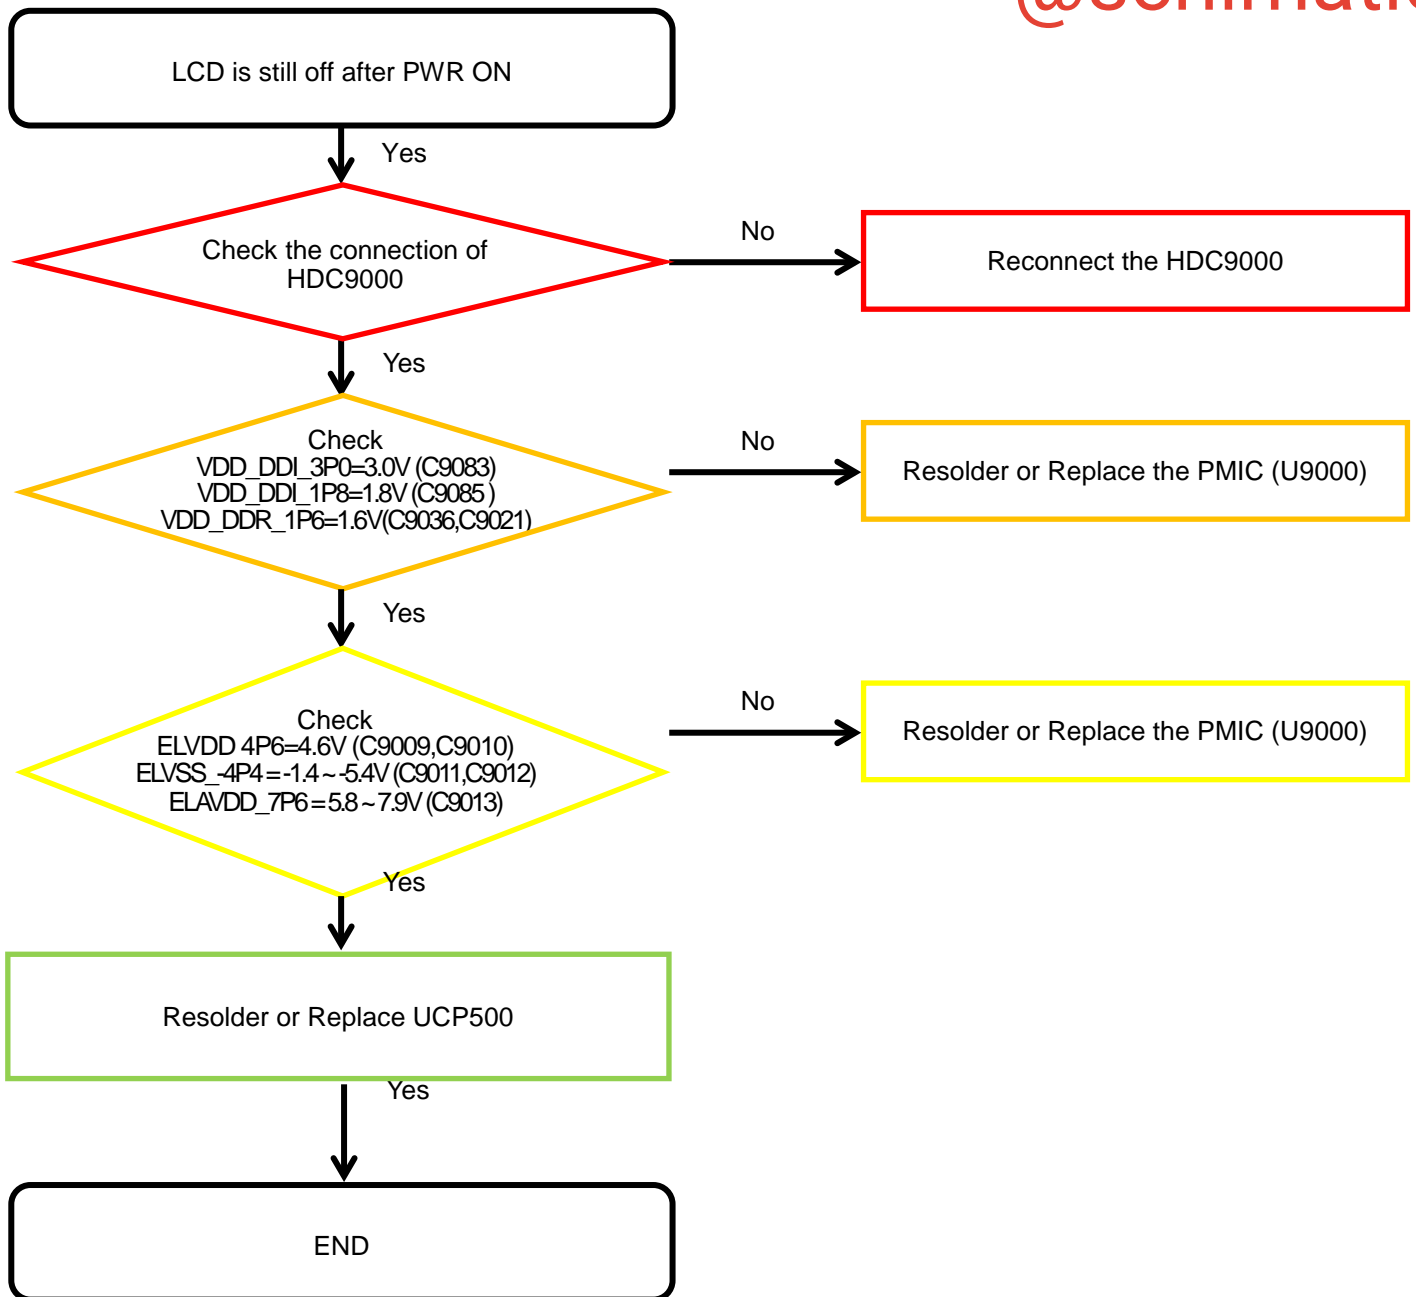 LCD is still off after PWR ON
Yes
Check the connection of
HDC9000
No
Reconnect the HDC9000
Yes
Check
VDD_DDI_3P0=3.0V (C9083)
VDD_DDI_1P8=1.8V (C9085 )
VDD_DDR_1P6=1.6V(C9036,C9021)
No
Resolder or Replace the PMIC (U9000)
Yes
Check
ELVDD 4P6=4.6V (C9009,C9010)
ELVSS_-4P4 = -1.4 ~ -5.4V (C9011,C9012)
ELAVDD_7P6 = 5.8 ~ 7.9V (C9013)
No
Resolder or Replace the PMIC (U9000)
Yes
Resolder or Replace UCP500
Yes
END